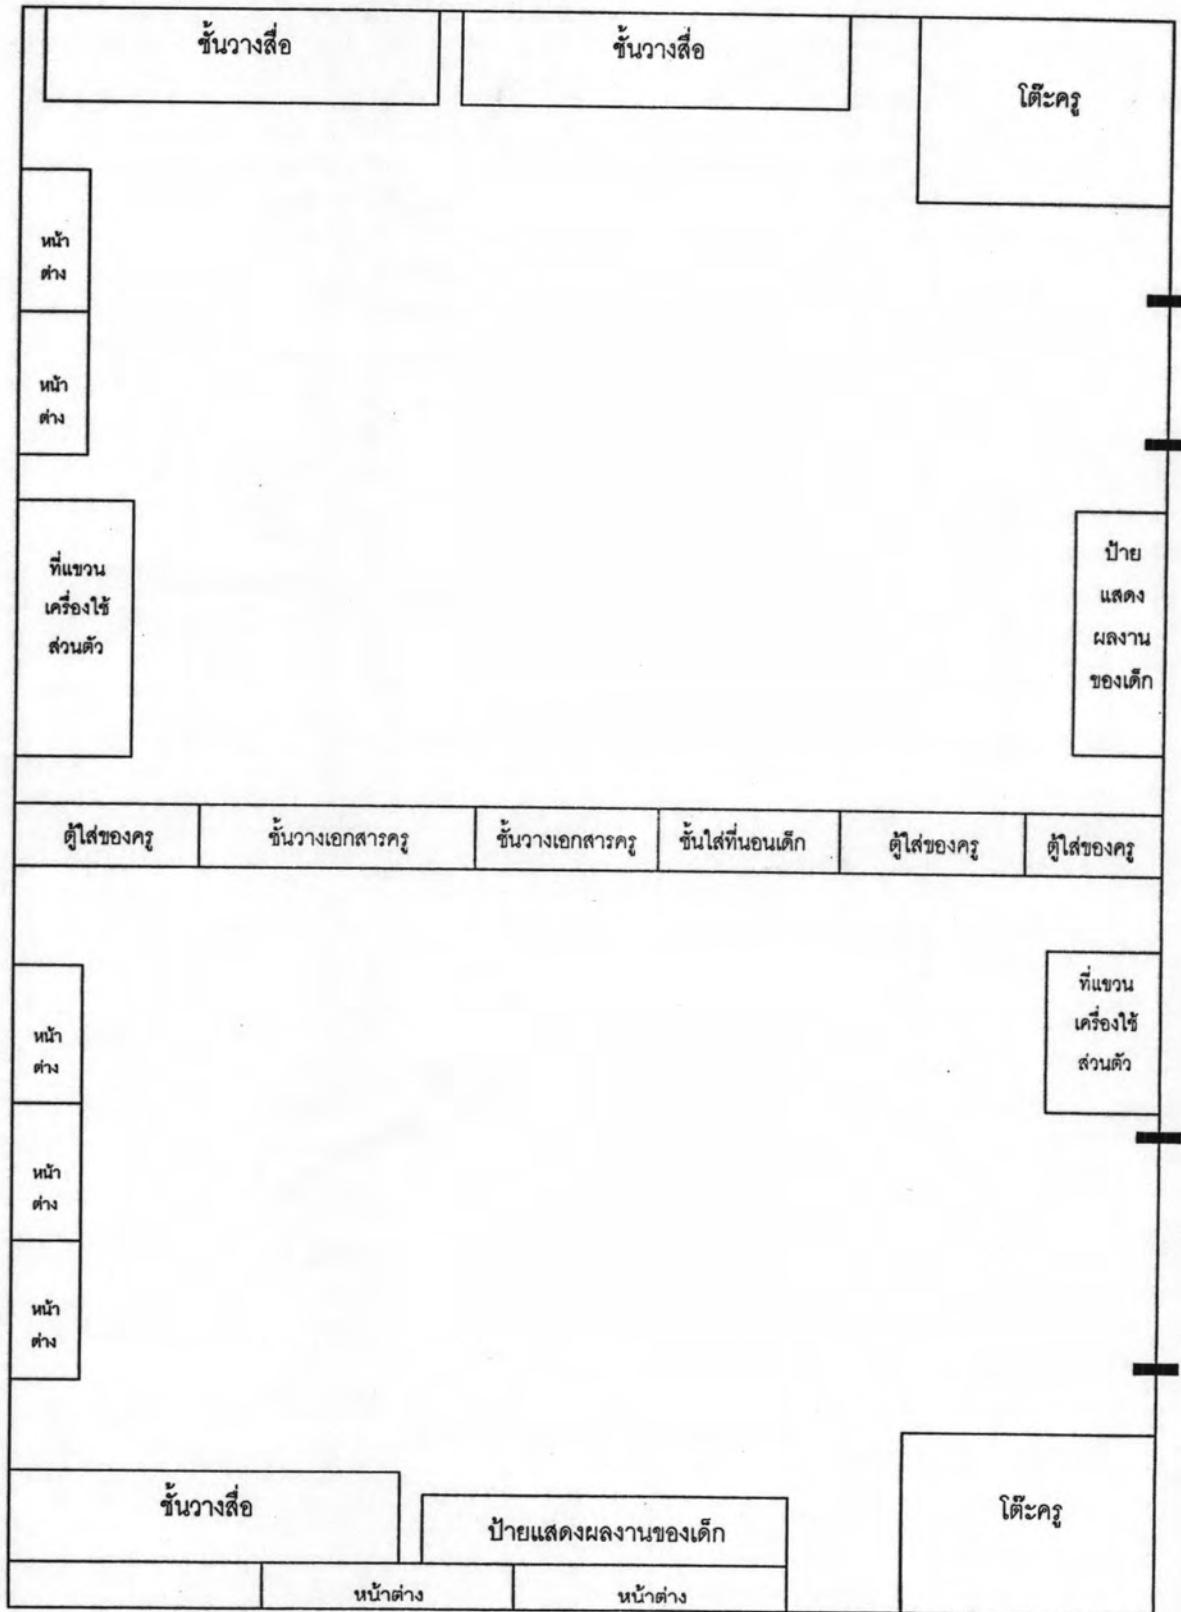 ชั้นวางสื่อ
ชั้นวางสื่อ
โต๊ะครู
หน้า
ต่าง
หน้า
ต่าง
ที่แขวน
เครื่องใช้
ส่วนตัว
ป้าย
แสดง
ผลงาน
ของเด็ก
ตู้ใส่ของครู
ชั้นวางเอกสารครู
ชั้นวางเอกสารครู
ชั้นใส่ที่นอนเด็ก
ตู้ใส่ของครู
ตู้ใส่ของครู
ที่แขวน
เครื่องใช้
ส่วนตัว
หน้า
ต่าง
หน้า
ต่าง
หน้า
ต่าง
ชั้นวางสื่อ
ป้ายแสดงผลงานของเด็ก
โต๊ะครู
หน้าต่าง
หน้าต่าง